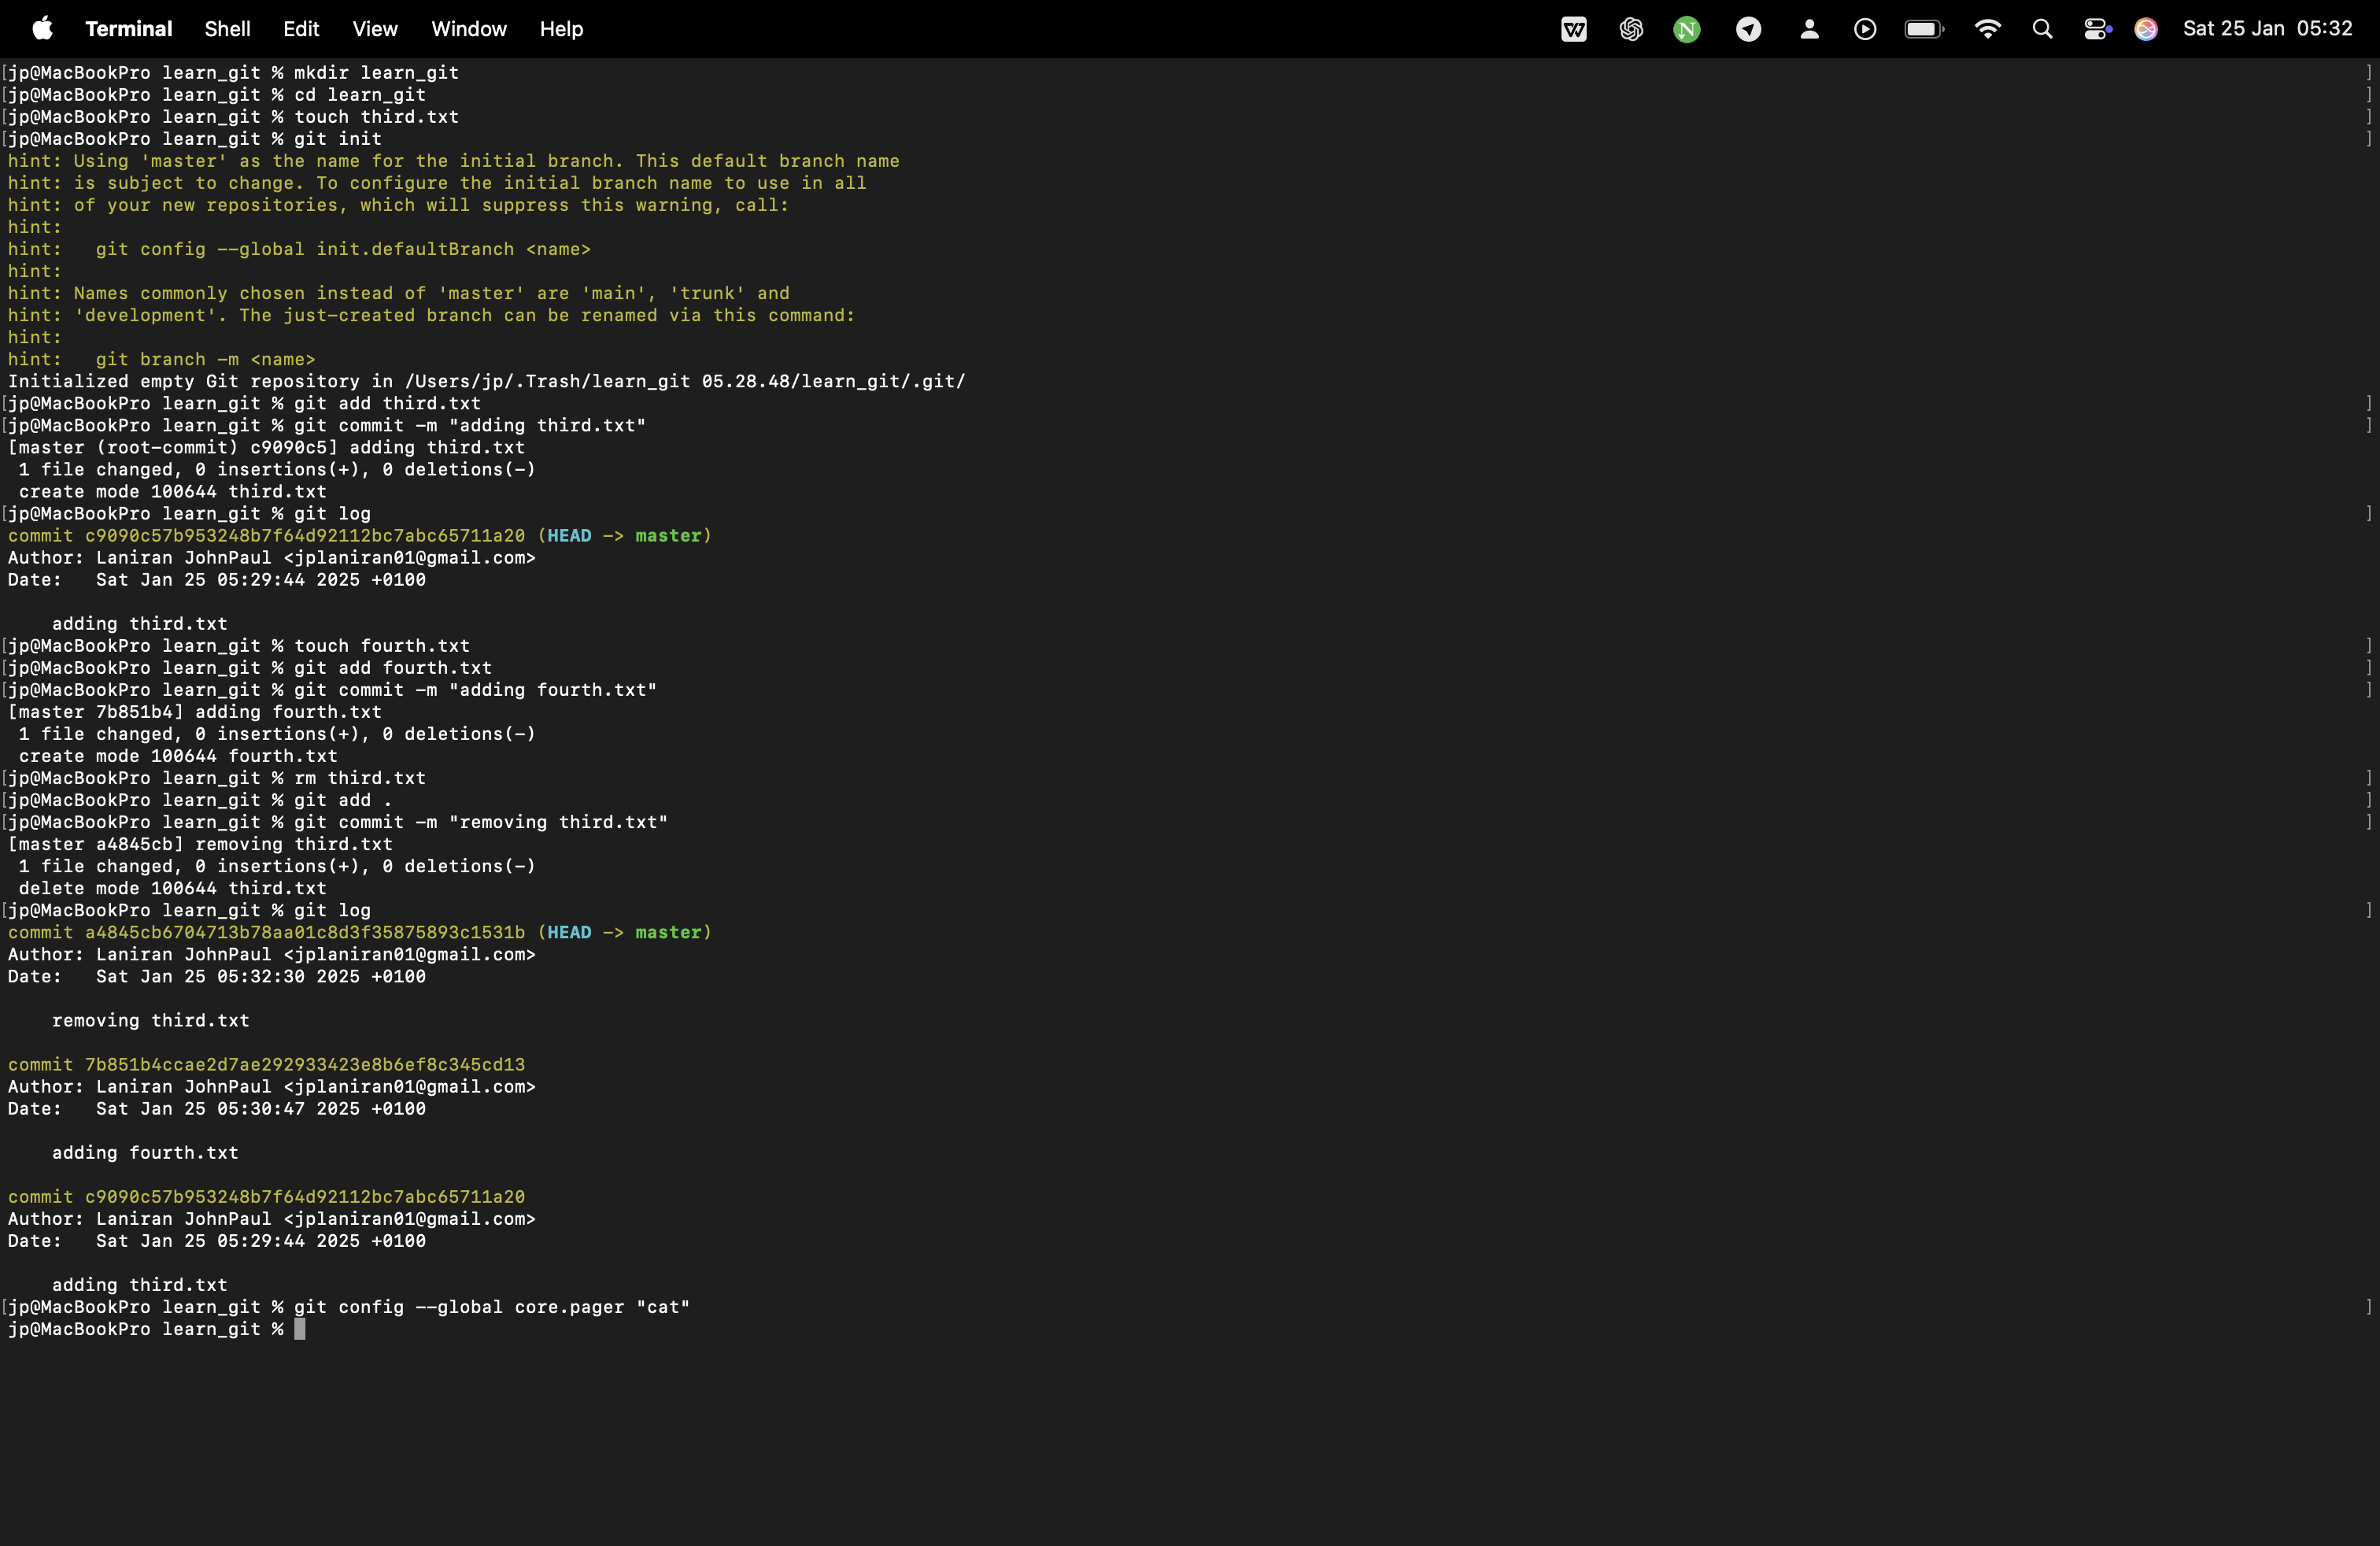 Terminal Shell Edit View Window Help Sat 25 Jan 05:32
[jp@MacBookPro learn_git % mkdir learn_git ]
[jp@MacBookPro learn_git % cd learn_git ]
[jp@MacBookPro learn_git % touch third.txt ]
[jp@MacBookPro learn_git % git init ]
hint: Using 'master' as the name for the initial branch. This default branch name
hint: is subject to change. To configure the initial branch name to use in all
hint: of your new repositories, which will suppress this warning, call:
hint:
hint:   git config --global init.defaultBranch <name>
hint:
hint: Names commonly chosen instead of 'master' are 'main', 'trunk' and
hint: 'development'. The just-created branch can be renamed via this command:
hint:
hint:   git branch -m <name>
Initialized empty Git repository in /Users/jp/.Trash/learn_git 05.28.48/learn_git/.git/
[jp@MacBookPro learn_git % git add third.txt ]
[jp@MacBookPro learn_git % git commit -m "adding third.txt" ]
[master (root-commit) c9090c5] adding third.txt
 1 file changed, 0 insertions(+), 0 deletions(-)
 create mode 100644 third.txt
[jp@MacBookPro learn_git % git log ]
commit c9090c57b953248b7f64d92112bc7abc65711a20 (HEAD -> master)
Author: Laniran JohnPaul <jplaniran01@gmail.com>
Date:   Sat Jan 25 05:29:44 2025 +0100
    adding third.txt
[jp@MacBookPro learn_git % touch fourth.txt ]
[jp@MacBookPro learn_git % git add fourth.txt ]
[jp@MacBookPro learn_git % git commit -m "adding fourth.txt" ]
[master 7b851b4] adding fourth.txt
 1 file changed, 0 insertions(+), 0 deletions(-)
 create mode 100644 fourth.txt
[jp@MacBookPro learn_git % rm third.txt ]
[jp@MacBookPro learn_git % git add . ]
[jp@MacBookPro learn_git % git commit -m "removing third.txt" ]
[master a4845cb] removing third.txt
 1 file changed, 0 insertions(+), 0 deletions(-)
 delete mode 100644 third.txt
[jp@MacBookPro learn_git % git log ]
commit a4845cb6704713b78aa01c8d3f35875893c1531b (HEAD -> master)
Author: Laniran JohnPaul <jplaniran01@gmail.com>
Date:   Sat Jan 25 05:32:30 2025 +0100
    removing third.txt
commit 7b851b4ccae2d7ae292933423e8b6ef8c345cd13
Author: Laniran JohnPaul <jplaniran01@gmail.com>
Date:   Sat Jan 25 05:30:47 2025 +0100
    adding fourth.txt
commit c9090c57b953248b7f64d92112bc7abc65711a20
Author: Laniran JohnPaul <jplaniran01@gmail.com>
Date:   Sat Jan 25 05:29:44 2025 +0100
    adding third.txt
[jp@MacBookPro learn_git % git config --global core.pager "cat" ]
jp@MacBookPro learn_git %